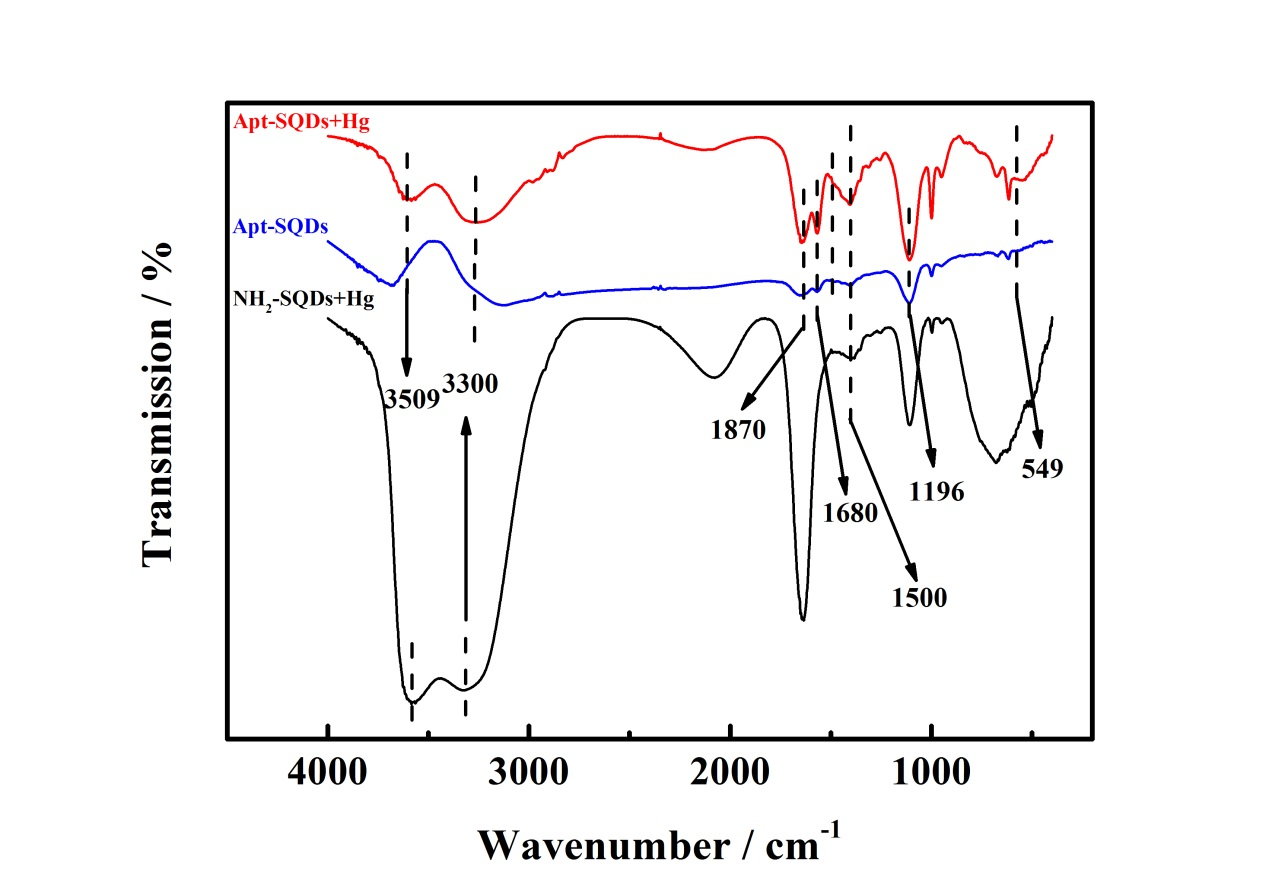 Apt-SQDs+Hg
Apt-SQDs
NH2-SQDs+Hg
3509
3300
1870
1680
1500
1196
549
Transmission / %
4000
3000
2000
1000
Wavenumber / cm-1